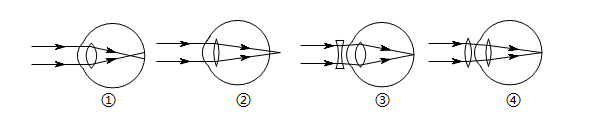 ① ② ③ ④